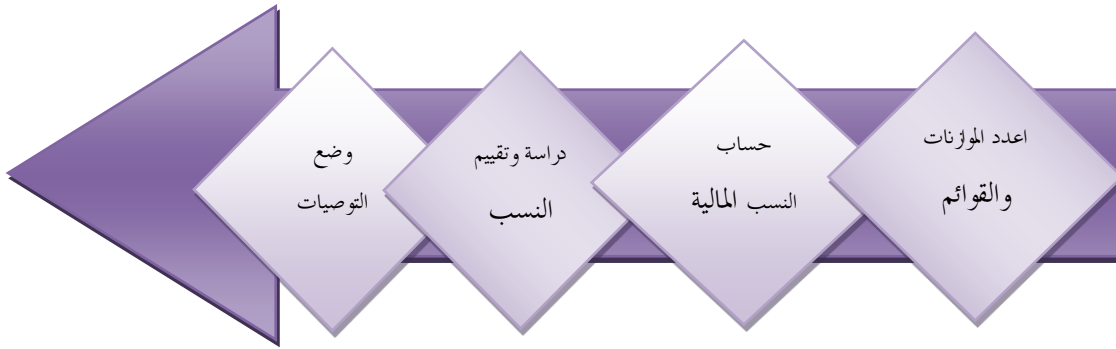 اعدد الموازنات
والقوائم
حساب
النسب المالية
دراسة وتقييم
النسب
وضع
التوصيات